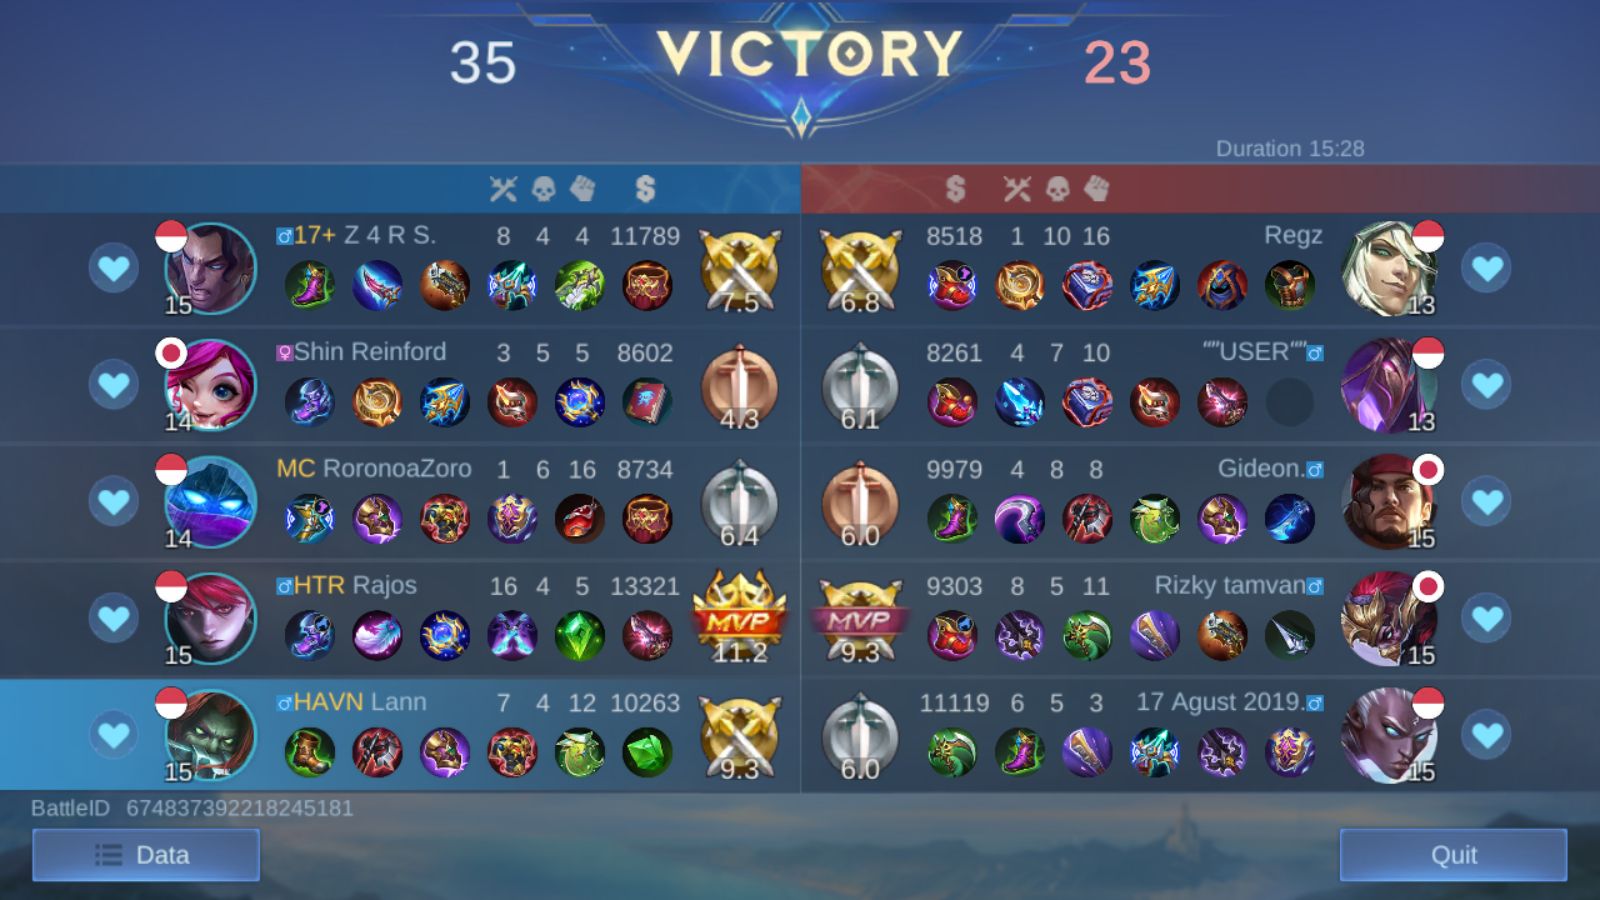 35 VICTORY 23
Duration 15:28
15 17+ Z 4 R S. 8 4 4 11789 7.5
6.8 8518 1 10 16 Regz 13
14 Shin Reinford 3 5 5 8602 4.3
6.1 8261 4 7 10 ""USER"" 13
14 MC RoronoaZoro 1 6 16 8734 6.4
6.0 9979 4 8 8 Gideon. 15
15 HTR Rajos 16 4 5 13321 MVP 11.2
MVP 9.3 9303 8 5 11 Rizky tamvan 15
15 HAVN Lann 7 4 12 10263 9.3
6.0 11119 6 5 3 17 Agust 2019. 15
BattleID 674837392218245181
Data
Quit